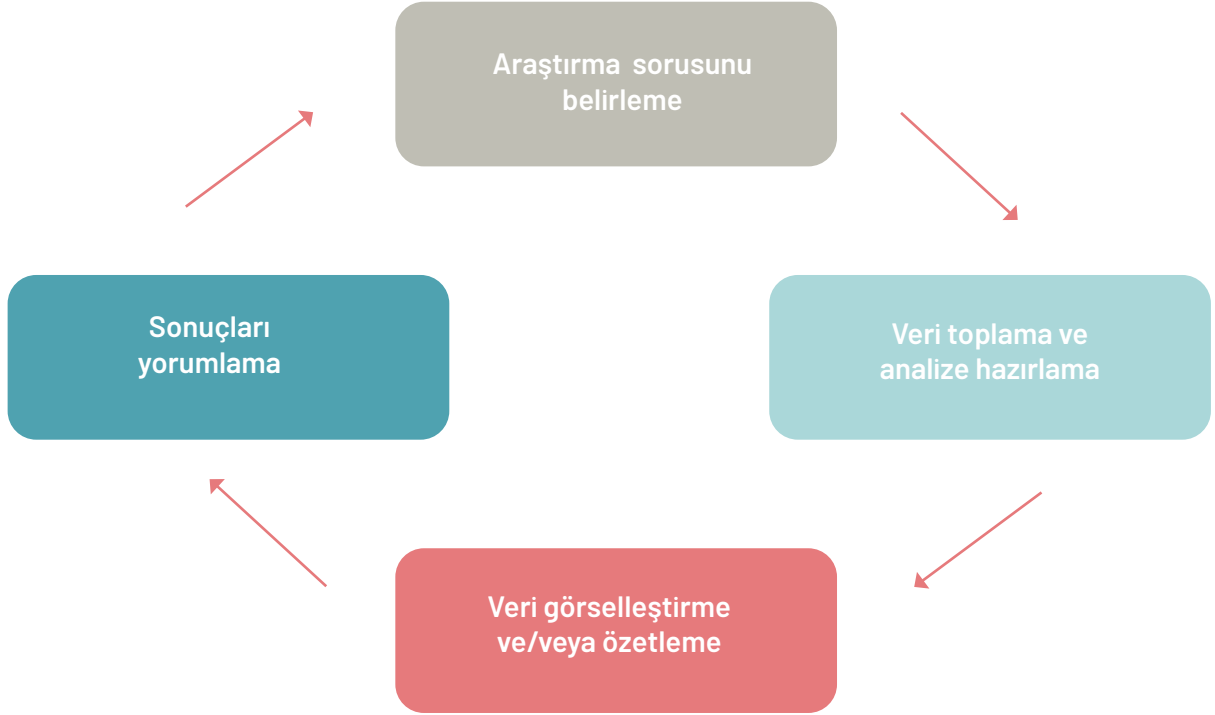 Araştırma sorusunu
belirleme
Sonuçları
yorumlama
Veri toplama ve
analize hazırlama
Veri görselleştirme
ve/veya özetleme